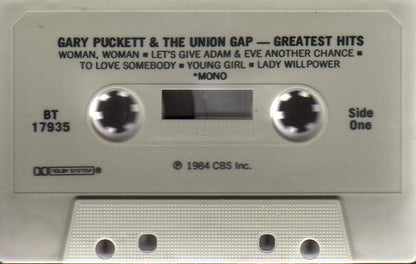 GARY PUCKETT & THE UNION GAP — GREATEST HITS
WOMAN, WOMAN ▪ LET'S GIVE ADAM & EVE ANOTHER CHANCE ▪
TO LOVE SOMEBODY ▪ YOUNG GIRL ▪ LADY WILLPOWER
*MONO
BT
17935
Side
One
℗ 1984 CBS Inc.
DOLBY SYSTEM ®